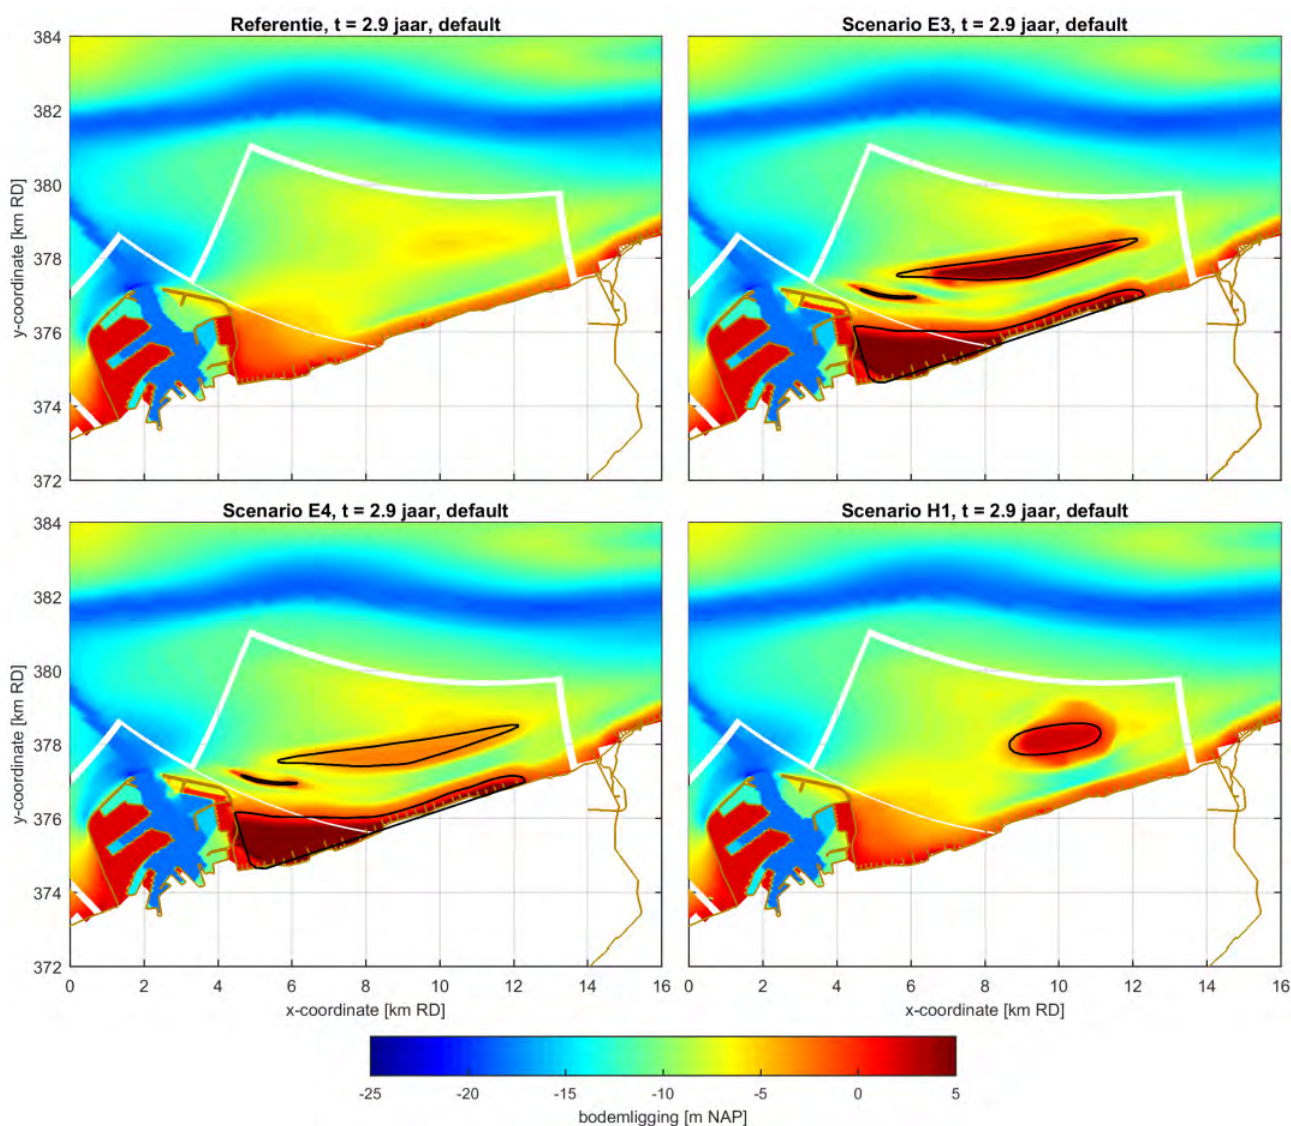 Referentie, t = 2.9 jaar, default
Scenario E3, t = 2.9 jaar, default
384
382
380
378
376
374
372
y-coordinate [km RD]
Scenario E4, t = 2.9 jaar, default
Scenario H1, t = 2.9 jaar, default
384
382
380
378
376
374
372
y-coordinate [km RD]
0 2 4 6 8 10 12 14 16
0 2 4 6 8 10 12 14 16
x-coordinate [km RD]
x-coordinate [km RD]
-25 -20 -15 -10 -5 0 5
bodemligging [m NAP]